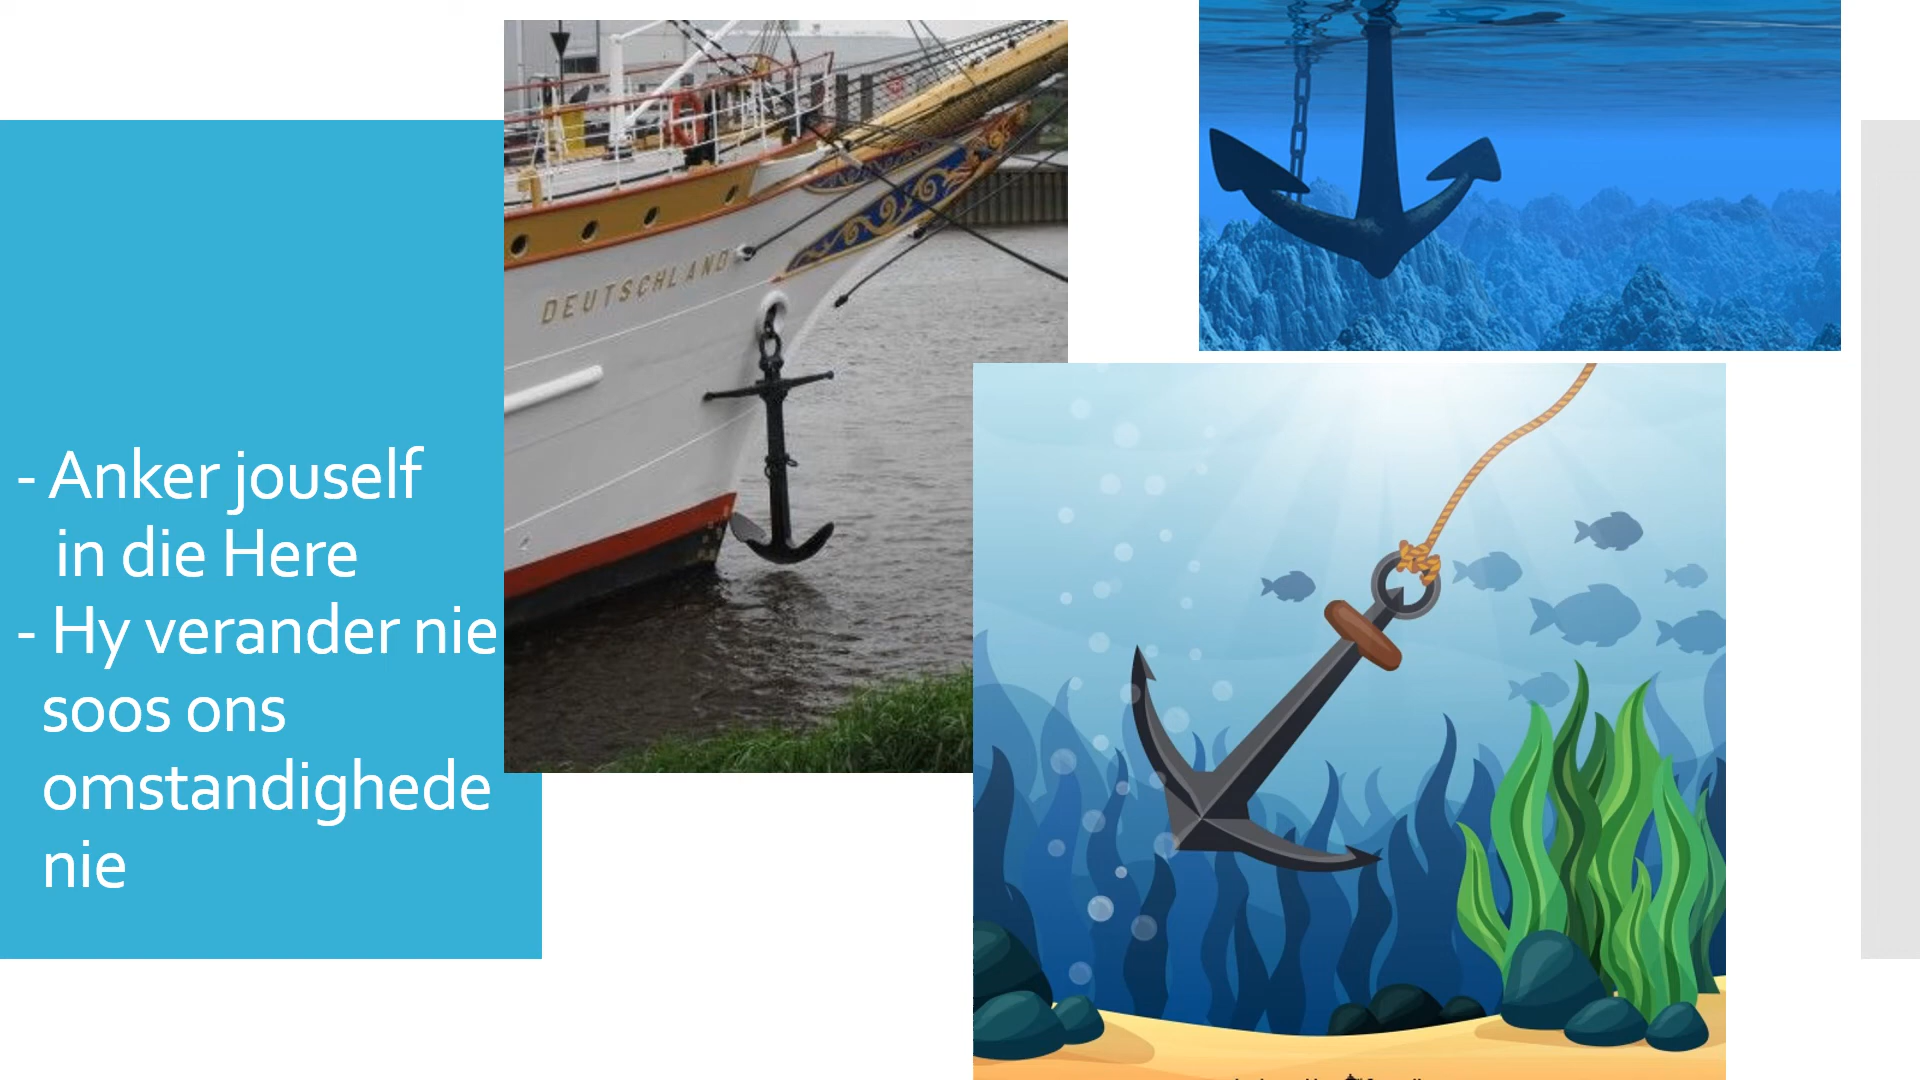 - Anker jouself
in die Here
- Hy verander nie
soos ons
omstandighede
nie
DEUTSCHLAND